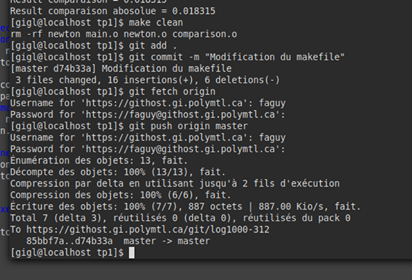 Result comparaison = 0.018315
Result comparaison abosolue = 0.018315
[gigl@localhost tp1]$ make clean
rm -rf newton main.o newton.o comparison.o
[gigl@localhost tp1]$ git add .
[gigl@localhost tp1]$ git commit -m "Modification du makefile"
[master d74b33a] Modification du makefile
3 files changed, 16 insertions(+), 6 deletions(-)
[gigl@localhost tp1]$ git fetch origin
Username for 'https://githost.gi.polymtl.ca': faguy
Password for 'https://faguy@githost.gi.polymtl.ca':
[gigl@localhost tp1]$ git push origin master
Username for 'https://githost.gi.polymtl.ca': faguy
Password for 'https://faguy@githost.gi.polymtl.ca':
Énumération des objets: 13, fait.
Décompte des objets: 100% (13/13), fait.
Compression par delta en utilisant jusqu'à 2 fils d'exécution
Compression des objets: 100% (6/6), fait.
Écriture des objets: 100% (7/7), 887 octets | 887.00 Kio/s, fait.
Total 7 (delta 3), réutilisés 0 (delta 0), réutilisés du pack 0
To https://githost.gi.polymtl.ca/git/log1000-312
85bbf7a..d74b33a master -> master
[gigl@localhost tp1]$